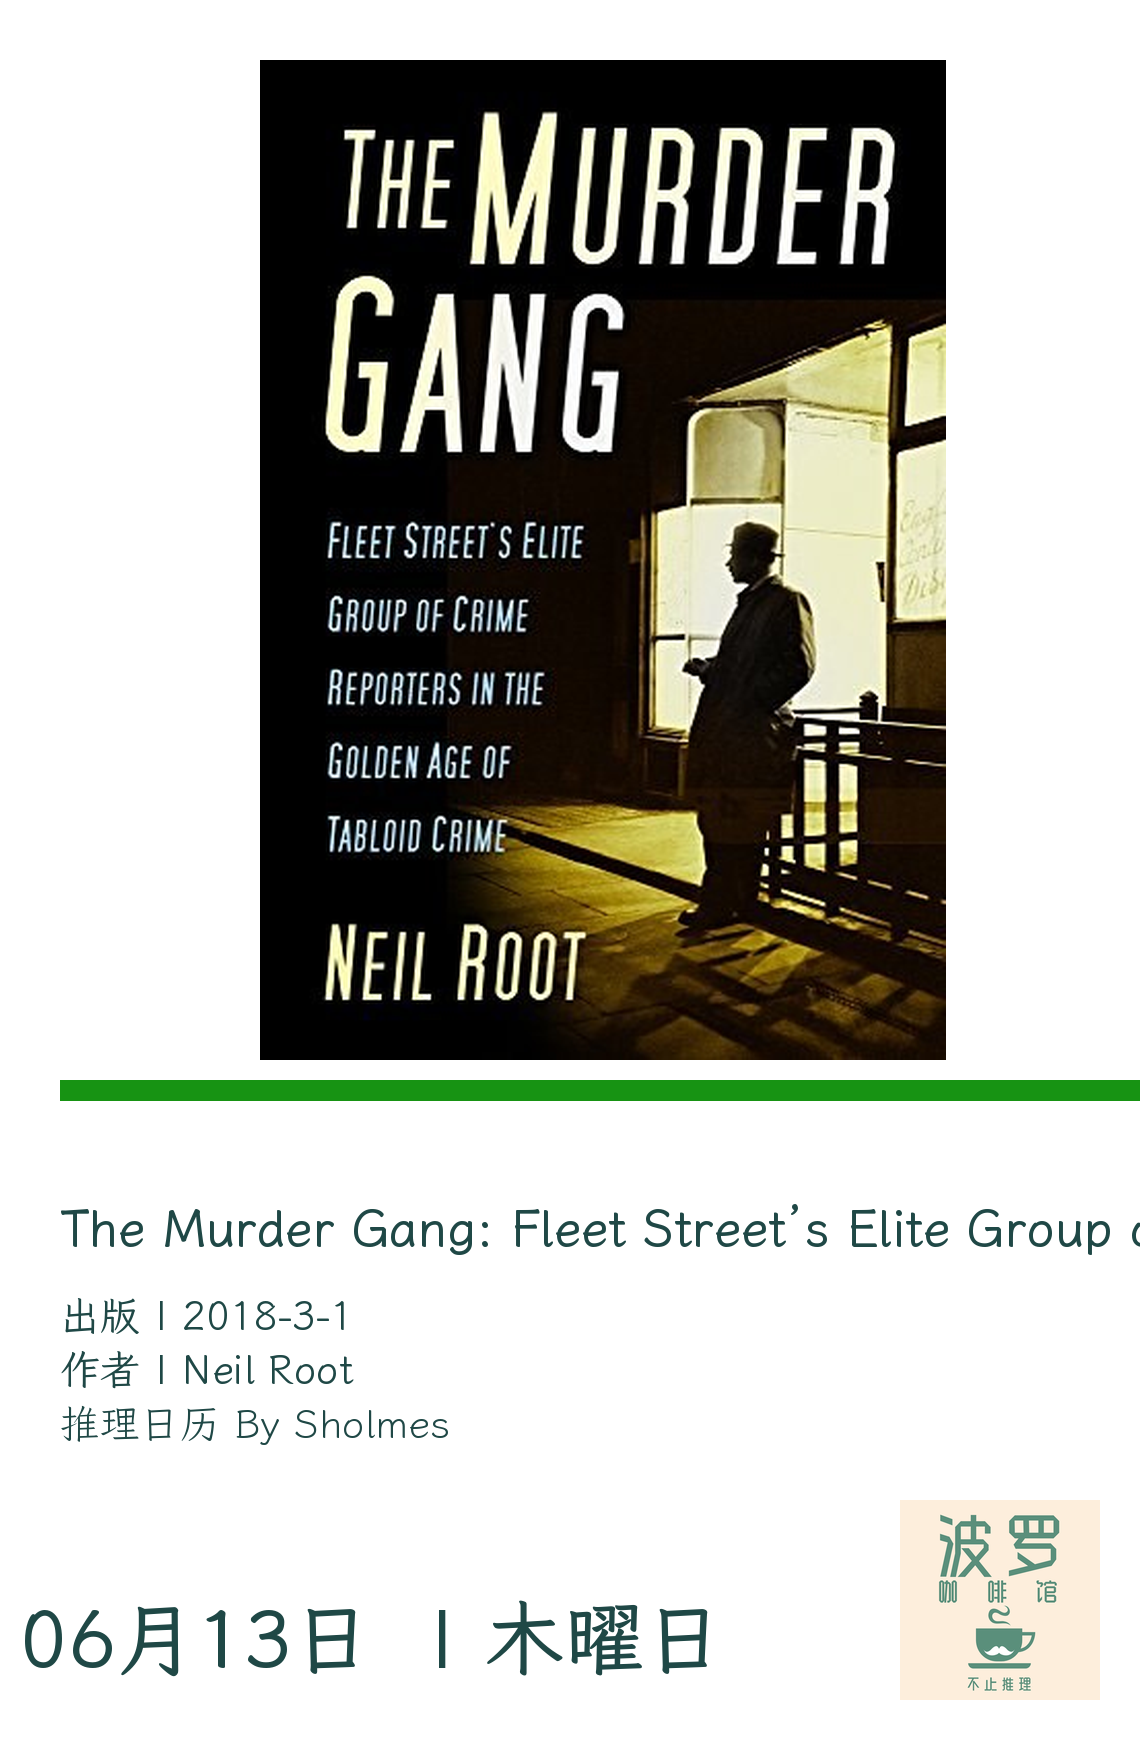 THE MURDER
GANG
FLEET STREET'S ELITE
GROUP OF CRIME
REPORTERS IN THE
GOLDEN AGE OF
TABLOID CRIME
NEIL ROOT
The Murder Gang: Fleet Street's Elite Group
出版 | 2018-3-1
作者 | Neil Root
推理日历 By Sholmes
06月13日 | 木曜日
波罗
咖啡馆
不止推理